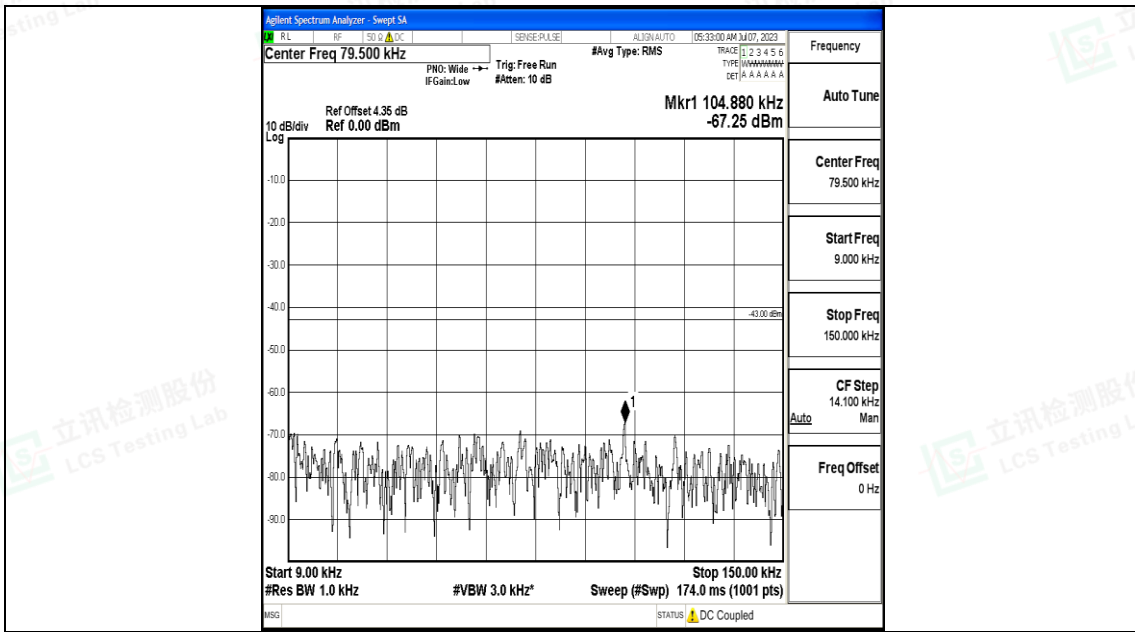 Agilent Spectrum Analyzer - Swept SA
RL RF 50 Ω DC SENSE:PULSE ALIGN AUTO 05:33:00 AM Jul 07, 2023
Center Freq 79.500 kHz
PNO: Wide
IFGain:Low
Trig: Free Run
#Atten: 10 dB
#Avg Type: RMS
TRACE 1 2 3 4 5 6
TYPE
DET A A A A A A
Frequency
Auto Tune
Mkr1 104.880 kHz
-67.25 dBm
Ref Offset 4.35 dB
10 dB/div Ref 0.00 dBm
Log
-10.0
-20.0
-30.0
-40.0
-43.00 dBm
-50.0
-60.0
1
-70.0
-80.0
-90.0
Center Freq
79.500 kHz
Start Freq
9.000 kHz
Stop Freq
150.000 kHz
CF Step
14.100 kHz
Auto Man
Freq Offset
0 Hz
Start 9.00 kHz Stop 150.00 kHz
#Res BW 1.0 kHz #VBW 3.0 kHz* Sweep (#Swp) 174.0 ms (1001 pts)
MSG STATUS DC Coupled
立讯检测股份
LCS Testing Lab
立讯检测股份